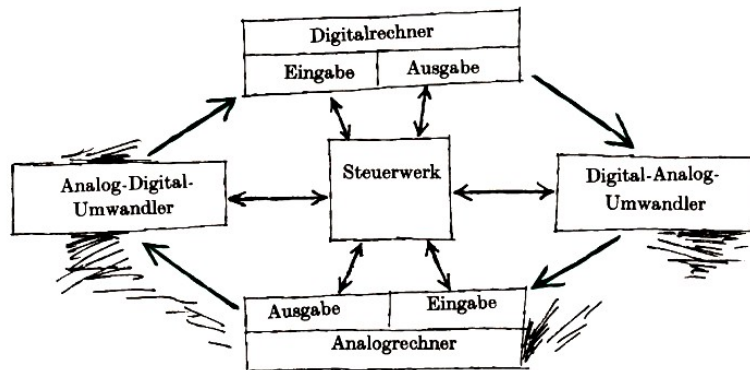 Digitalrechner
Eingabe Ausgabe
Analog-Digital-
Umwandler
Steuerwerk
Digital-Analog-
Umwandler
Ausgabe Eingabe
Analogrechner